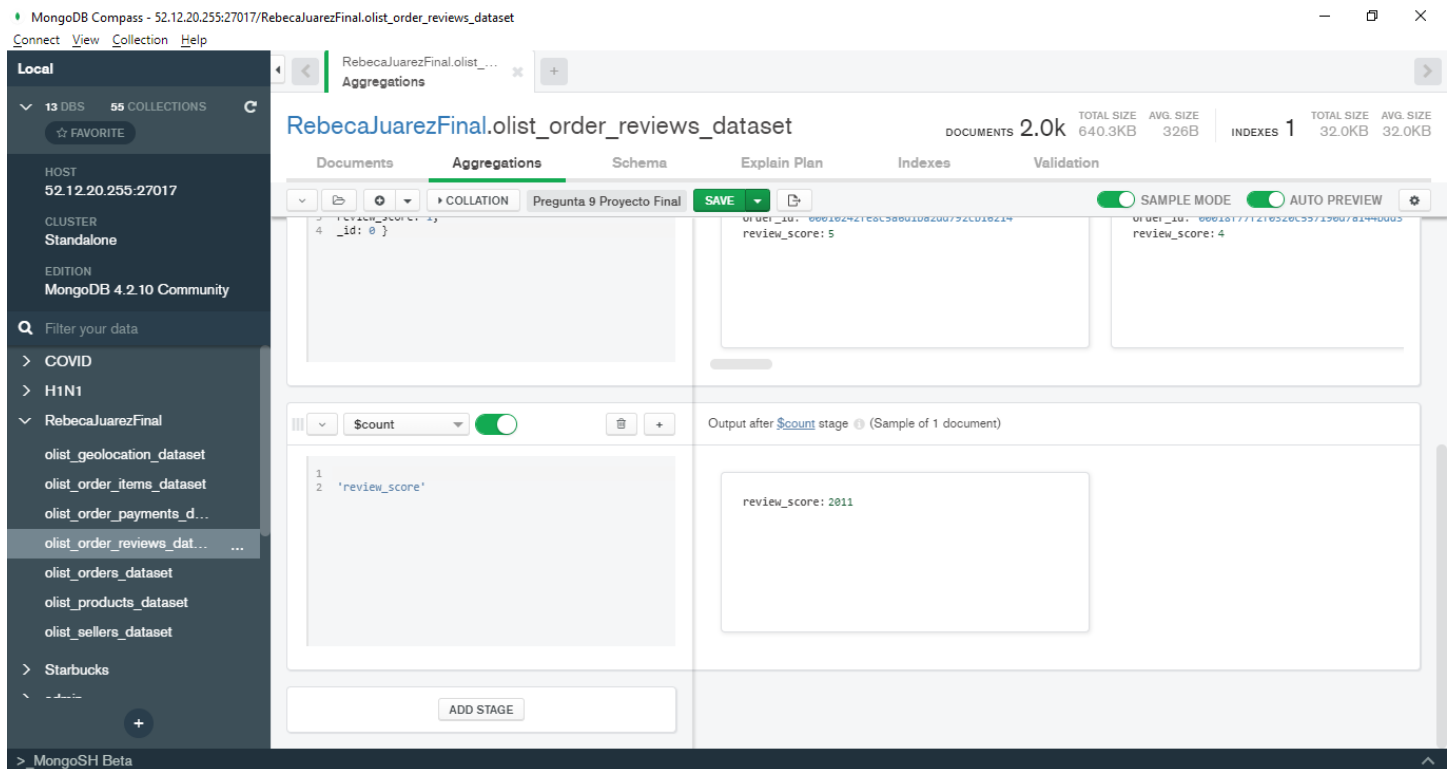 MongoDB Compass - 52.12.20.255:27017/RebecaJuarezFinal.olist_order_reviews_dataset
Connect View Collection Help
Local
13 DBS 55 COLLECTIONS
☆ FAVORITE
HOST
52.12.20.255:27017
CLUSTER
Standalone
EDITION
MongoDB 4.2.10 Community
Filter your data
COVID
H1N1
RebecaJuarezFinal
olist_geolocation_dataset
olist_order_items_dataset
olist_order_payments_d...
olist_order_reviews_dat... ...
olist_orders_dataset
olist_products_dataset
olist_sellers_dataset
Starbucks
admin
+
RebecaJuarezFinal.olist_...
Aggregations
RebecaJuarezFinal.olist_order_reviews_dataset
DOCUMENTS 2.0k TOTAL SIZE 640.3KB AVG. SIZE 326B INDEXES 1 TOTAL SIZE 32.0KB AVG. SIZE 32.0KB
Documents Aggregations Schema Explain Plan Indexes Validation
COLLATION Pregunta 9 Proyecto Final SAVE SAMPLE MODE AUTO PREVIEW
3 review_score: 1,
4 _id: 0 }
review_score: 5
review_score: 4
$count
Output after $count stage (Sample of 1 document)
1
2 'review_score'
review_score: 2011
ADD STAGE
>_MongoSH Beta